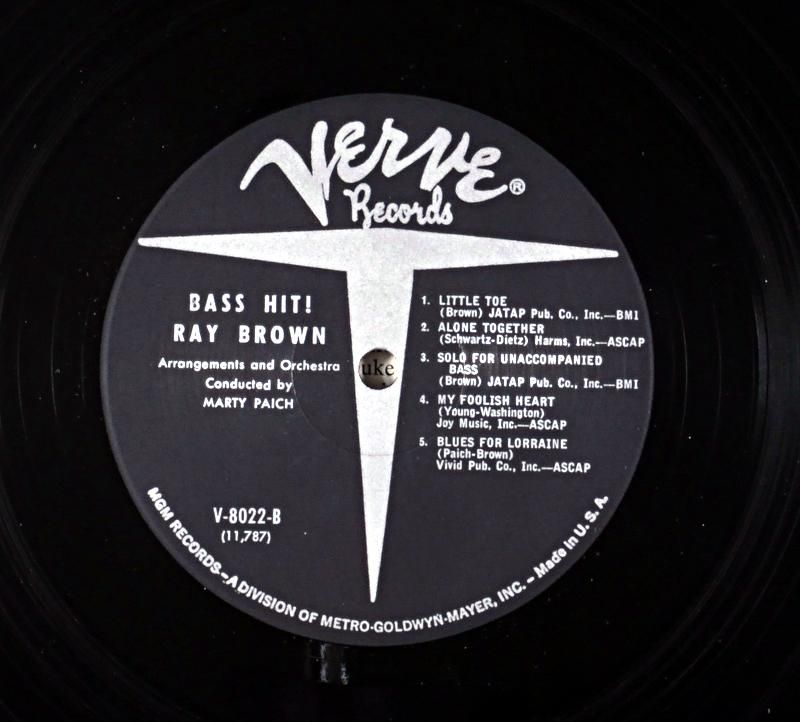 Verve®
Records
BASS HIT!
RAY BROWN
Arrangements and Orchestra
Conducted by
MARTY PAICH
V-8022-B
(11,787)
1. LITTLE TOE
(Brown) JATAP Pub. Co., Inc.—BMI
2. ALONE TOGETHER
(Schwartz-Dietz) Harms, Inc.—ASCAP
3. SOLO FOR UNACCOMPANIED
BASS
(Brown) JATAP Pub. Co., Inc.—BMI
4. MY FOOLISH HEART
(Young-Washington)
Joy Music, Inc.—ASCAP
5. BLUES FOR LORRAINE
(Paich-Brown)
Vivid Pub. Co., Inc.—ASCAP
uke
MGM RECORDS—A DIVISION OF METRO-GOLDWYN-MAYER, INC. – Made in U. S. A.